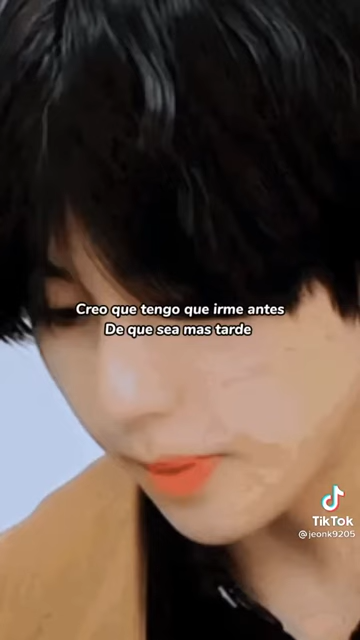 Creo que tengo que irme antes
De que sea mas tarde
TikTok
@jeonk9205